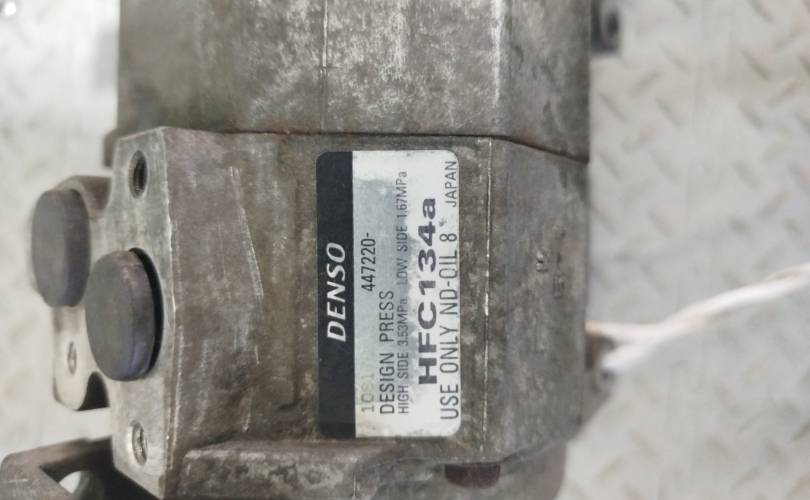 DENSO
447220-
DESIGN PRESS
HIGH SIDE 3.53MPa LOW SIDE 1.67MPa
HFC134a
USE ONLY ND-OIL 8 JAPAN